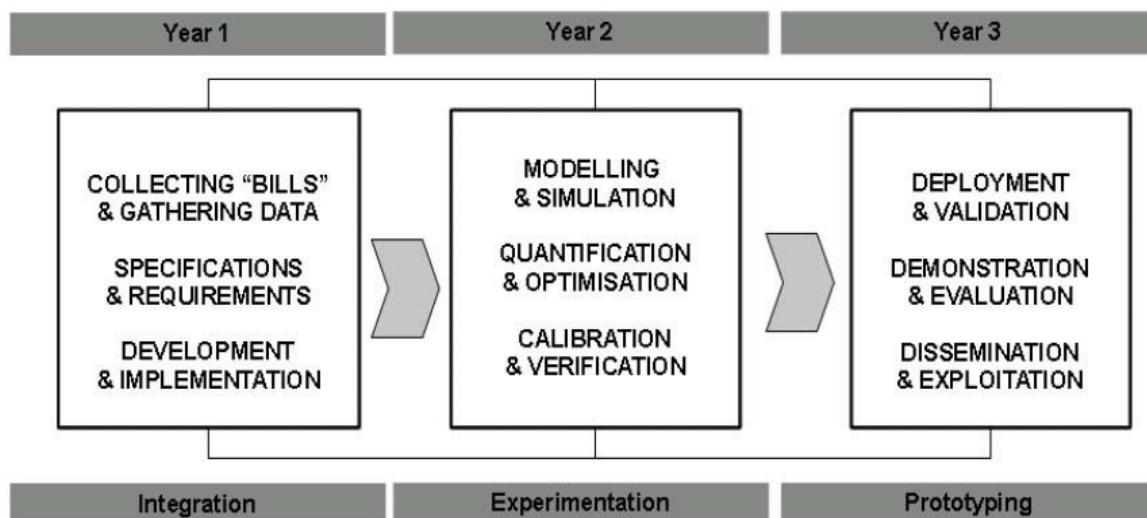 Year 1
Year 2
Year 3
COLLECTING “BILLS”
& GATHERING DATA
SPECIFICATIONS
& REQUIREMENTS
DEVELOPMENT
& IMPLEMENTATION
MODELLING
& SIMULATION
QUANTIFICATION
& OPTIMISATION
CALIBRATION
& VERIFICATION
DEPLOYMENT
& VALIDATION
DEMONSTRATION
& EVALUATION
DISSEMINATION
& EXPLOITATION
Integration
Experimentation
Prototyping